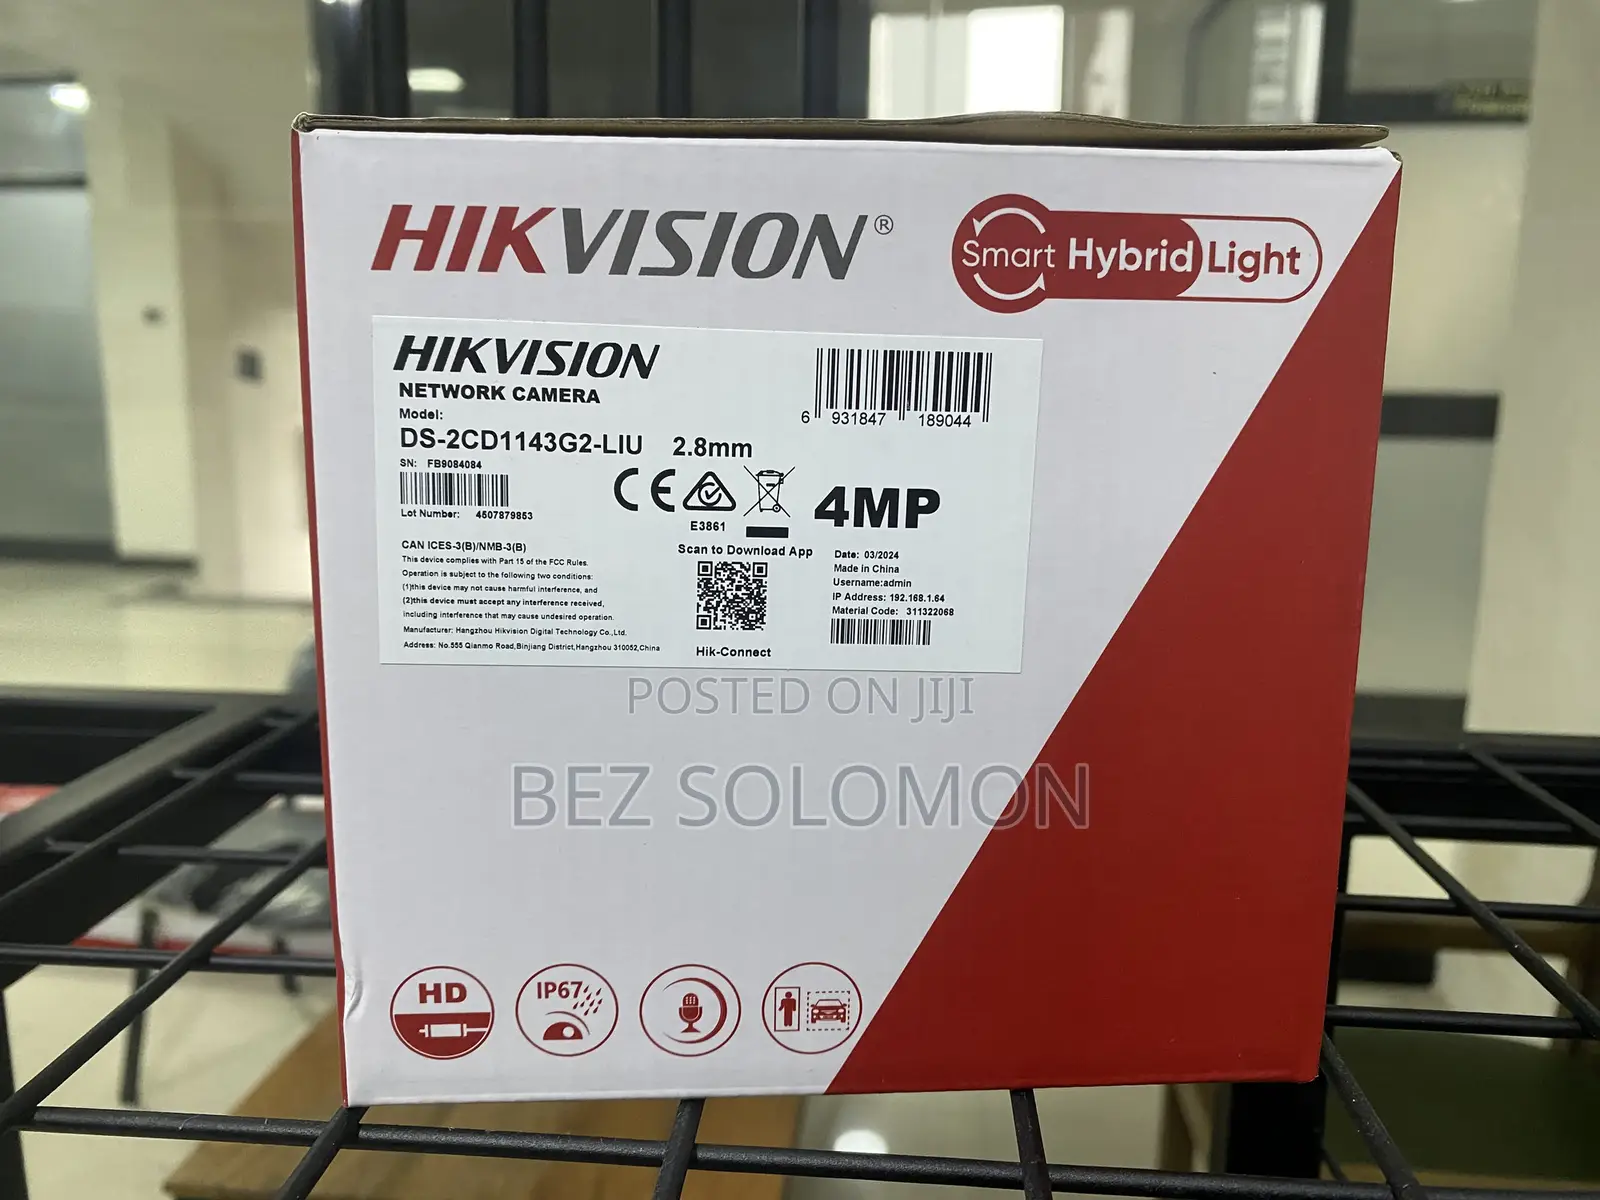 HIKVISION®
Smart Hybrid Light
HIKVISION
NETWORK CAMERA
Model:
DS-2CD1143G2-LIU 2.8mm
SN: FB9084084
Lot Number: 4507879853
6 931847 189044
E3861
4MP
CAN ICES-3(B)/NMB-3(B)
This device complies with Part 15 of the FCC Rules.
Operation is subject to the following two conditions:
(1)this device may not cause harmful interference, and
(2)this device must accept any interference received,
including interference that may cause undesired operation.
Manufacturer: Hangzhou Hikvision Digital Technology Co.,Ltd.
Address: No.555 Qianmo Road,Binjiang District,Hangzhou 310052,China
Scan to Download App
Hik-Connect
Date: 03/2024
Made in China
Username:admin
IP Address: 192.168.1.64
Material Code: 311322068
POSTED ON JIJI
BEZ SOLOMON
HD
IP67